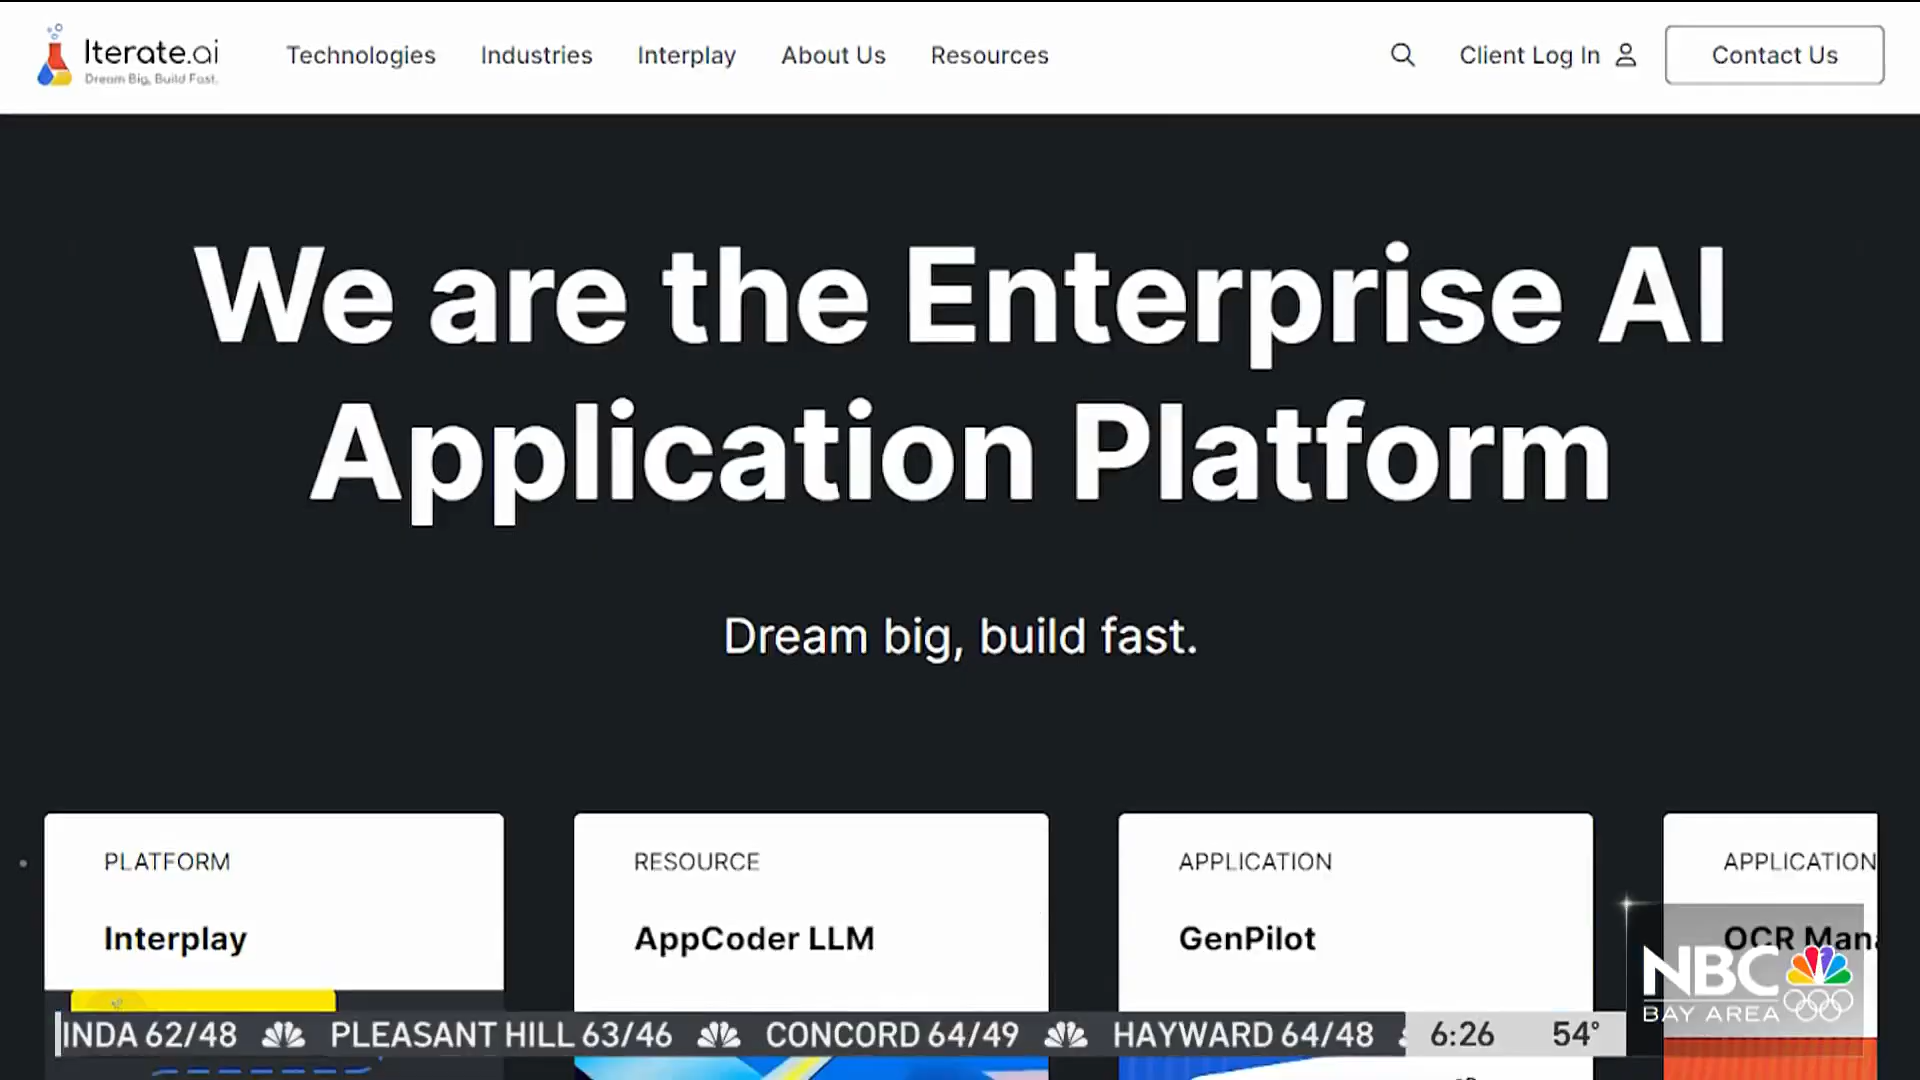 Iterate.ai
Dream Big, Build Fast.
Technologies
Industries
Interplay
About Us
Resources
Client Log In
Contact Us
We are the Enterprise AI
Application Platform
Dream big, build fast.
PLATFORM
Interplay
RESOURCE
AppCoder LLM
APPLICATION
GenPilot
APPLICATION
OCR Mana
NBC
BAY AREA
INDA 62/48 PLEASANT HILL 63/46 CONCORD 64/49 HAYWARD 64/48
6:26 54°